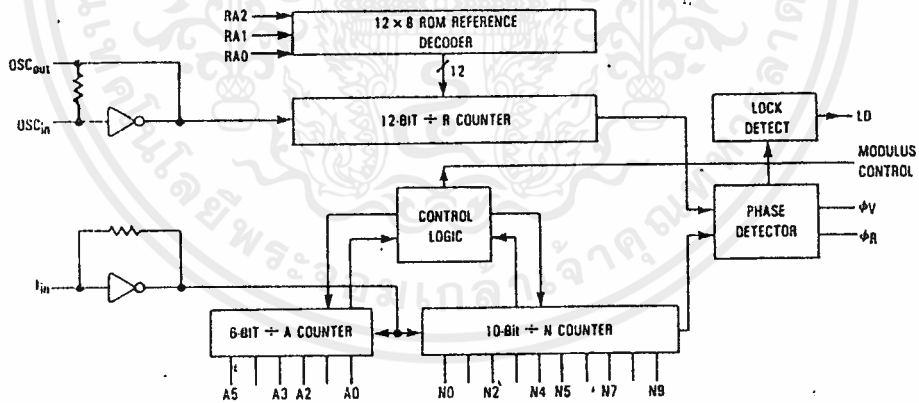 RA2
RA1
RA0
12 × 8 ROM REFERENCE
DECODER
12
OSCout
OSCin
12-BIT ÷ R COUNTER
LOCK
DETECT
LD
MODULUS
CONTROL
CONTROL
LOGIC
PHASE
DETECTOR
ϕV
ϕR
fin
6-BIT ÷ A COUNTER
10-Bit ÷ N COUNTER
A5
A3
A2
A0
N0
N2
N4
N5
N7
N9